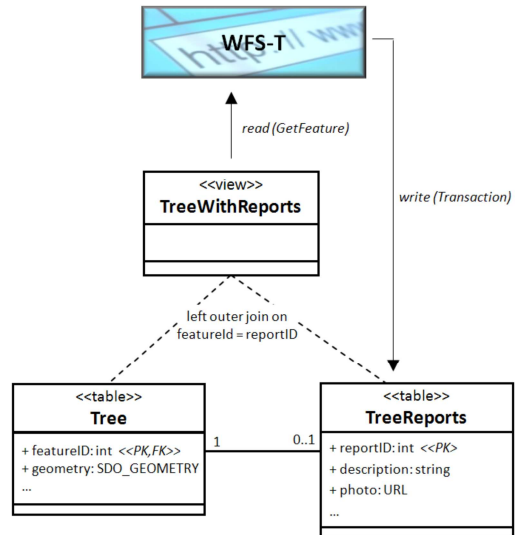 WFS-T
http:// www
read (GetFeature)
<<view>>
TreeWithReports
write (Transaction)
left outer join on
featureId = reportID
<<table>>
Tree
+ featureID: int <<PK,FK>>
+ geometry: SDO_GEOMETRY
...
1
0..1
<<table>>
TreeReports
+ reportID: int <<PK>
+ description: string
+ photo: URL
...